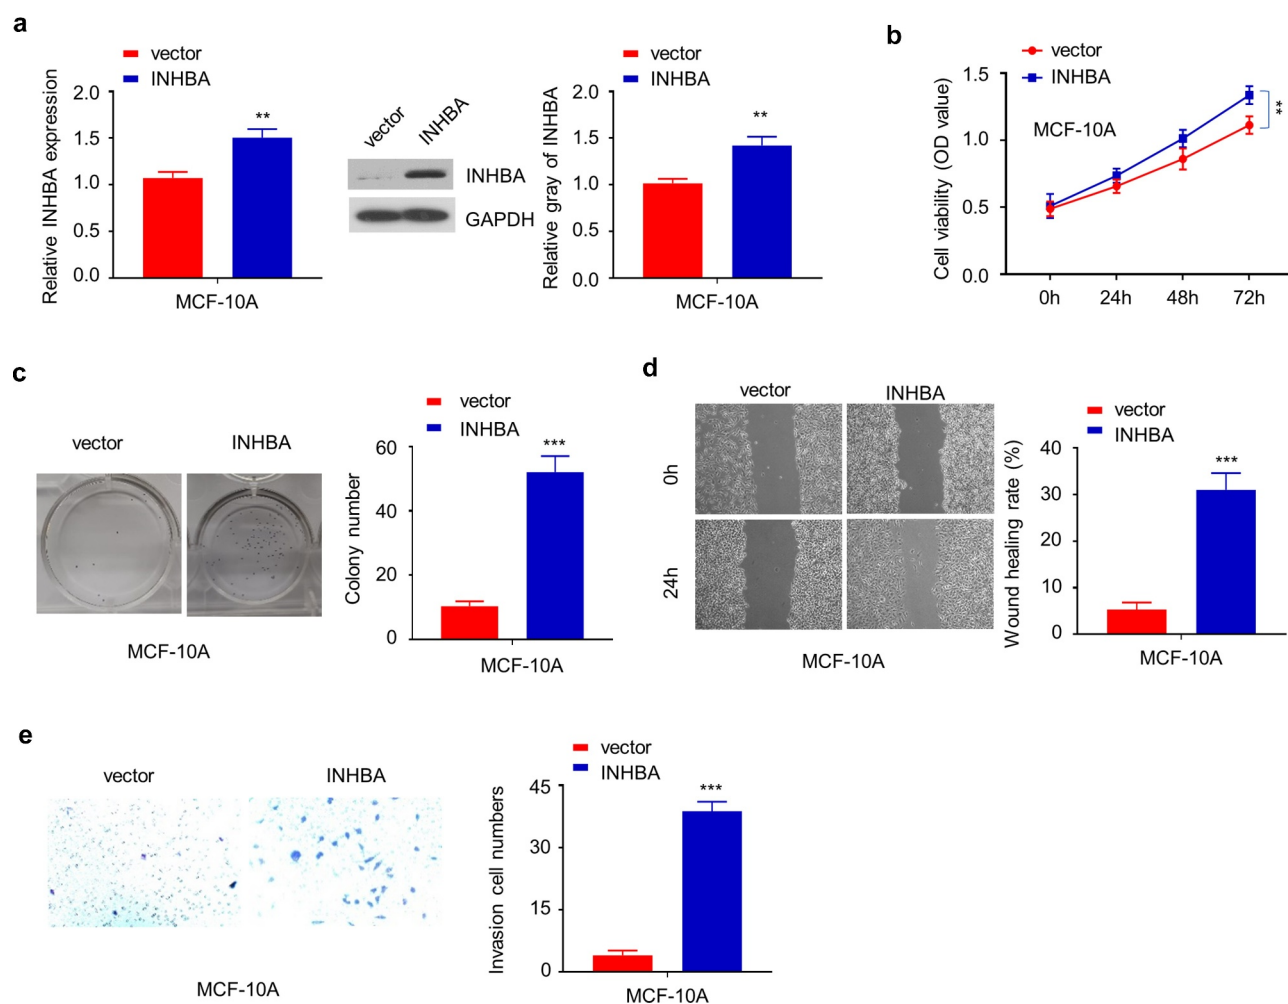 a
vector
INHBA
Relative INHBA expression
2.0
1.5
1.0
0.5
0.0
**
MCF-10A
vector
INHBA
INHBA
GAPDH
vector
INHBA
Relative gray of INHBA
2.0
1.5
1.0
0.5
0.0
**
MCF-10A
b
vector
INHBA
Cell viability (OD value)
1.5
1.0
0.5
0.0
MCF-10A
**
0h 24h 48h 72h
c
vector
INHBA
MCF-10A
vector
INHBA
Colony number
60
40
20
0
***
MCF-10A
d
vector
INHBA
0h
24h
MCF-10A
vector
INHBA
Wound healing rate (%)
40
30
20
10
0
***
MCF-10A
e
vector
INHBA
MCF-10A
vector
INHBA
Invasion cell numbers
45
30
15
0
***
MCF-10A